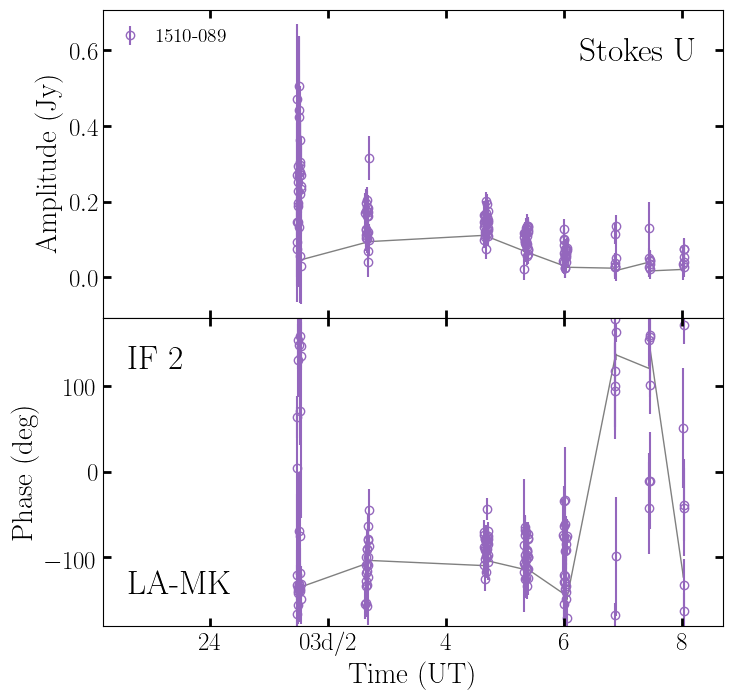 1510-089
Stokes U
0.6
0.4
0.2
0.0
Amplitude (Jy)
IF 2
100
0
−100
Phase (deg)
LA-MK
24 03d/2 4 6 8
Time (UT)